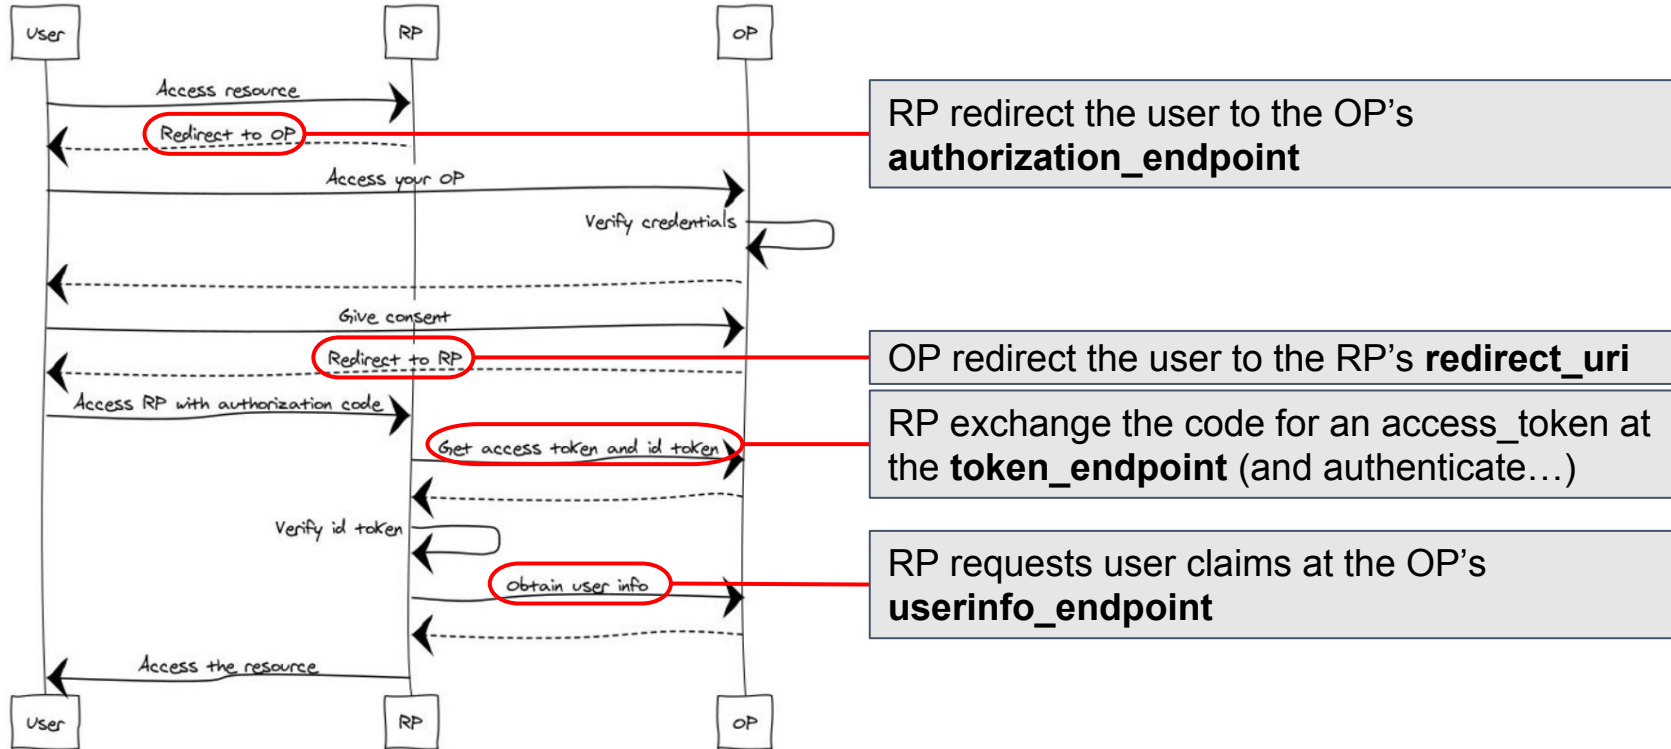 User
RP
OP
Access resource
Redirect to OP
Access your OP
Verify credentials
Give consent
Redirect to RP
Access RP with authorization code
Get access token and id token
Verify id token
Obtain user info
Access the resource
User
RP
OP
RP redirect the user to the OP’s
authorization_endpoint
OP redirect the user to the RP’s redirect_uri
RP exchange the code for an access_token at
the token_endpoint (and authenticate…)
RP requests user claims at the OP’s
userinfo_endpoint